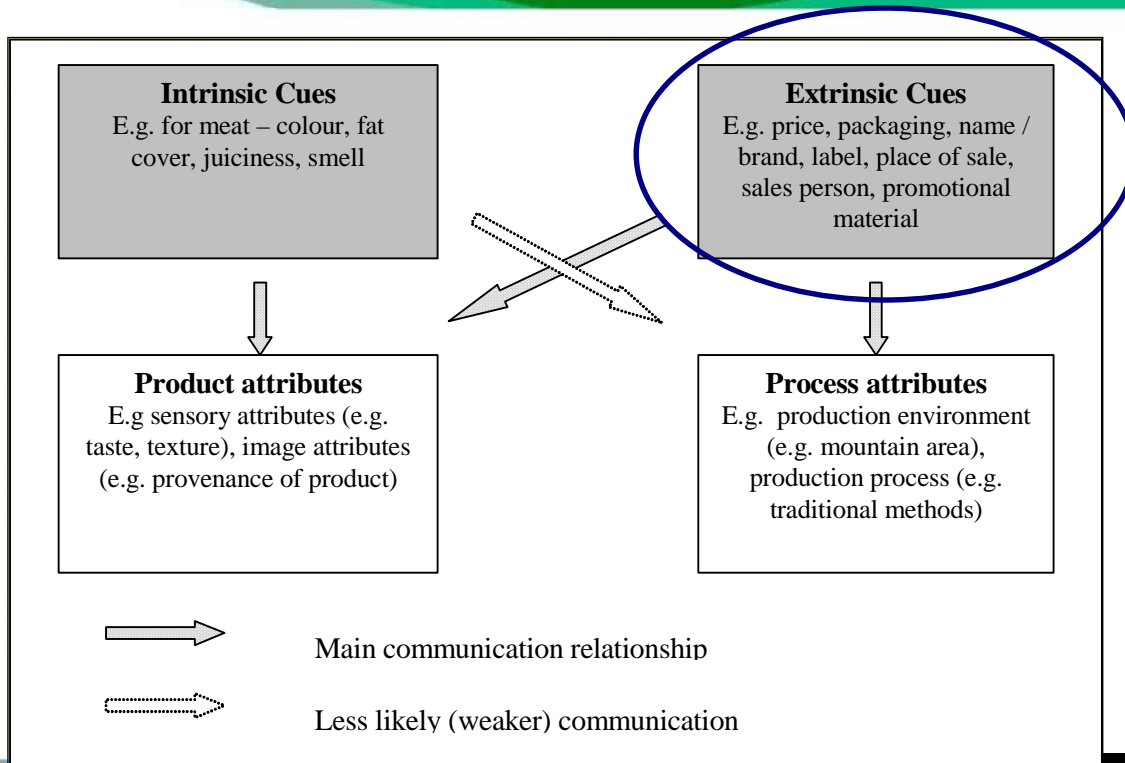 Intrinsic Cues
E.g. for meat – colour, fat
cover, juiciness, smell
Extrinsic Cues
E.g. price, packaging, name /
brand, label, place of sale,
sales person, promotional
material
Product attributes
E.g sensory attributes (e.g.
taste, texture), image attributes
(e.g. provenance of product)
Process attributes
E.g. production environment
(e.g. mountain area),
production process (e.g.
traditional methods)
Main communication relationship
Less likely (weaker) communication